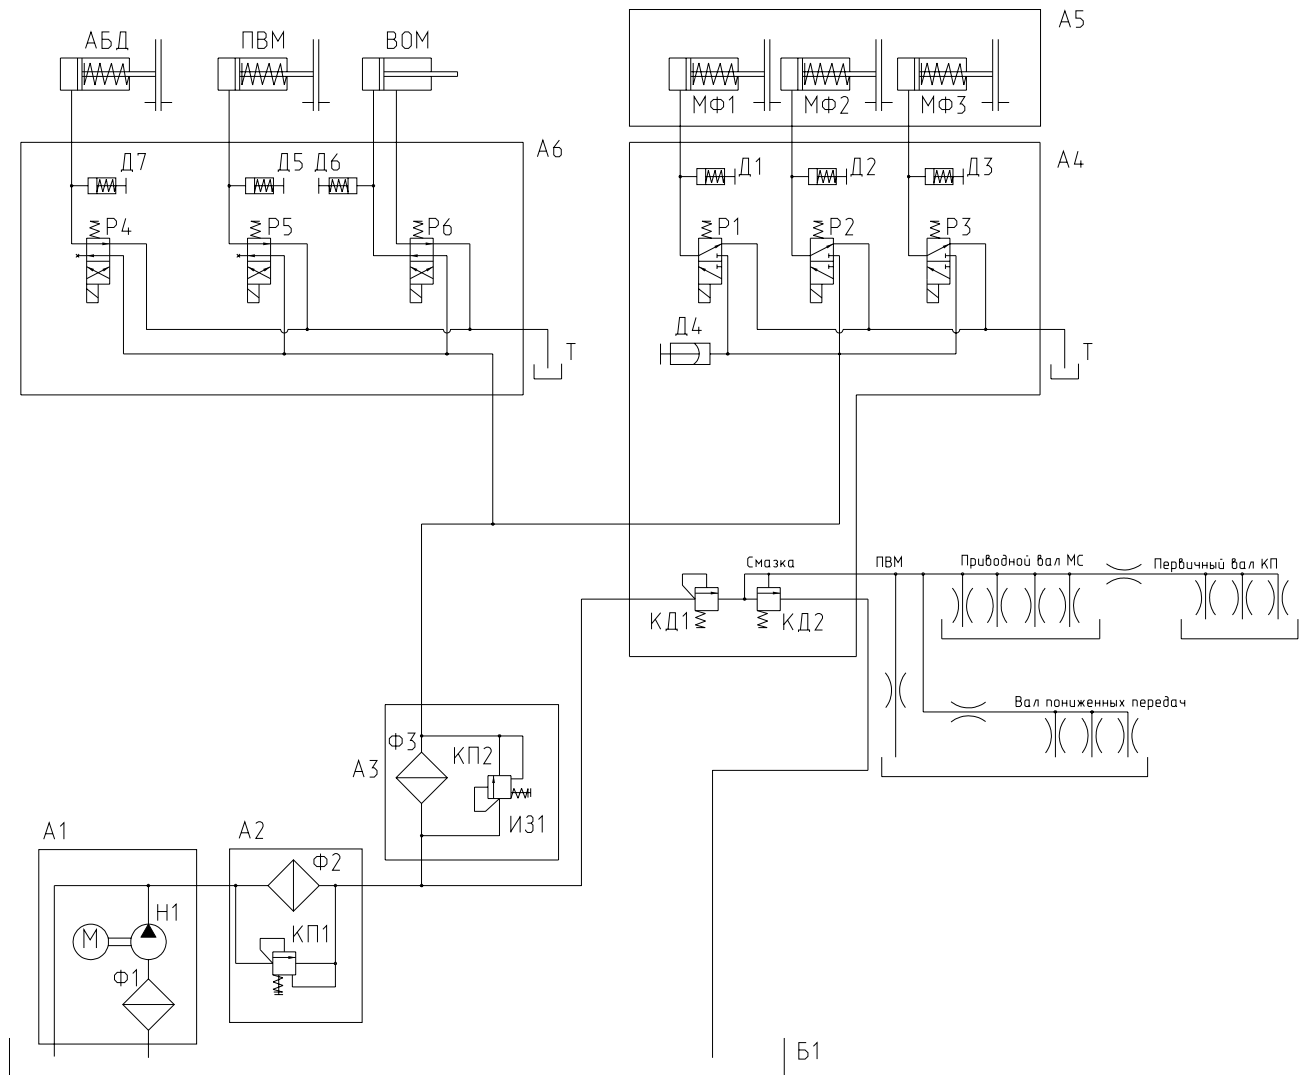 АБД ПВМ ВОМ А5
МФ1 МФ2 МФ3
А6 А4
Д7 Д5 Д6 Д1 Д2 Д3
Р4 Р5 Р6 Р1 Р2 Р3
Д4
Т Т
Смазка ПВМ Приводной вал МС Первичный вал КП
КД1 КД2
Вал пониженных передач
Ф3 КП2
А3
ИЗ1
А1 А2
Ф2
Н1
М КП1
Ф1
Б1